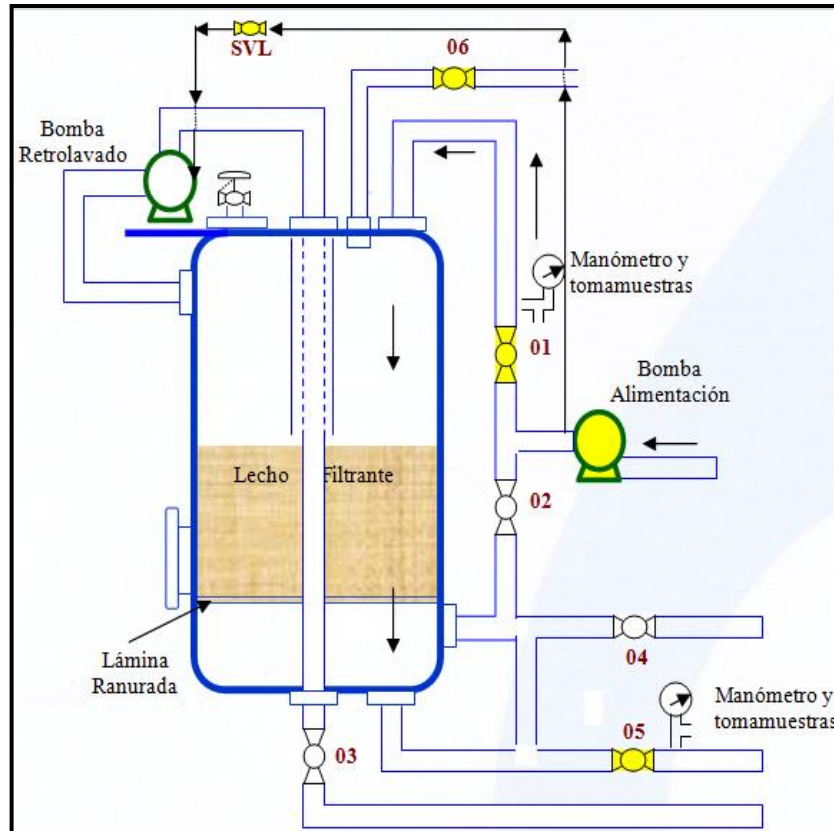 SVL
06
Bomba
Retrolavado
Manómetro y
tomamuestras
01
Bomba
Alimentación
Lecho Filtrante
02
Lámina
Ranurada
04
Manómetro y
tomamuestras
05
03